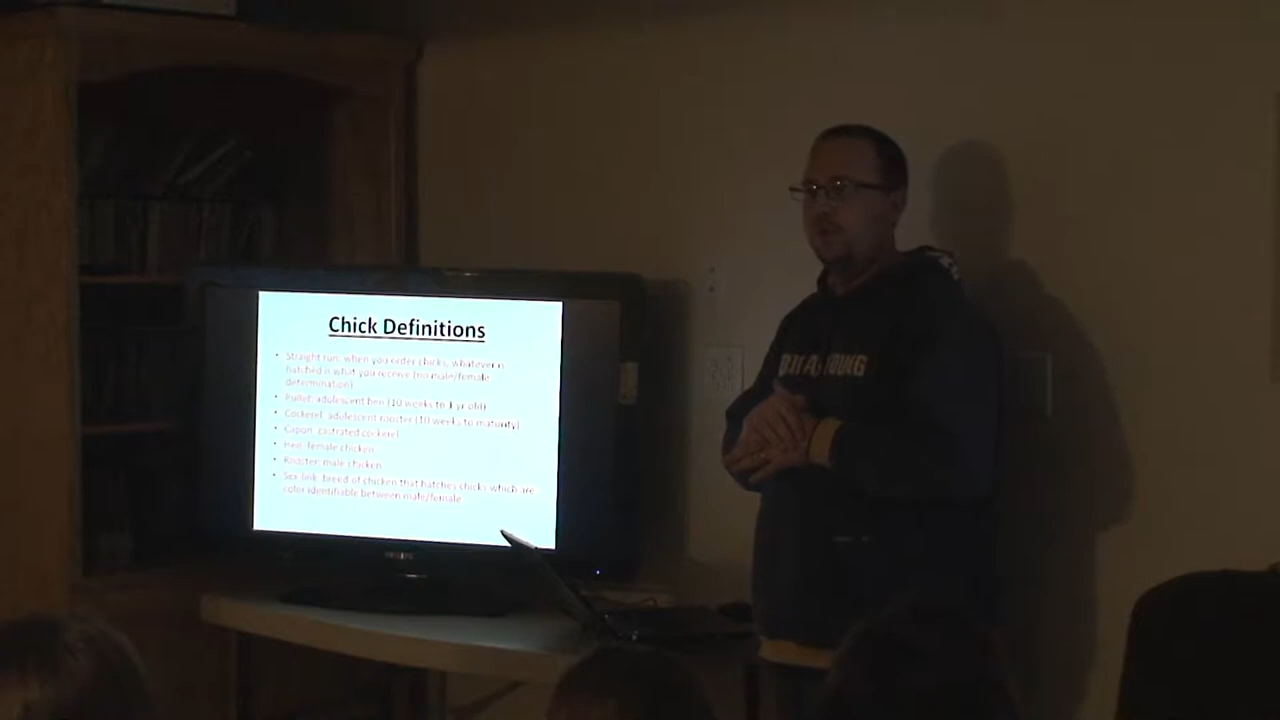 Chick Definitions
• Straight run: when you order chicks, whatever is
hatched is what you receive (no male/female
determination)
• Pullet: adolescent hen (10 weeks to 1 yr old)
• Cockerel: adolescent rooster (10 weeks to maturity)
• Capon: castrated cockerel
• Hen: female chicken
• Rooster: male chicken
• Sex-link: breed of chicken that hatches chicks which are
color identifiable between male/female
PHILIPS
YOUNG